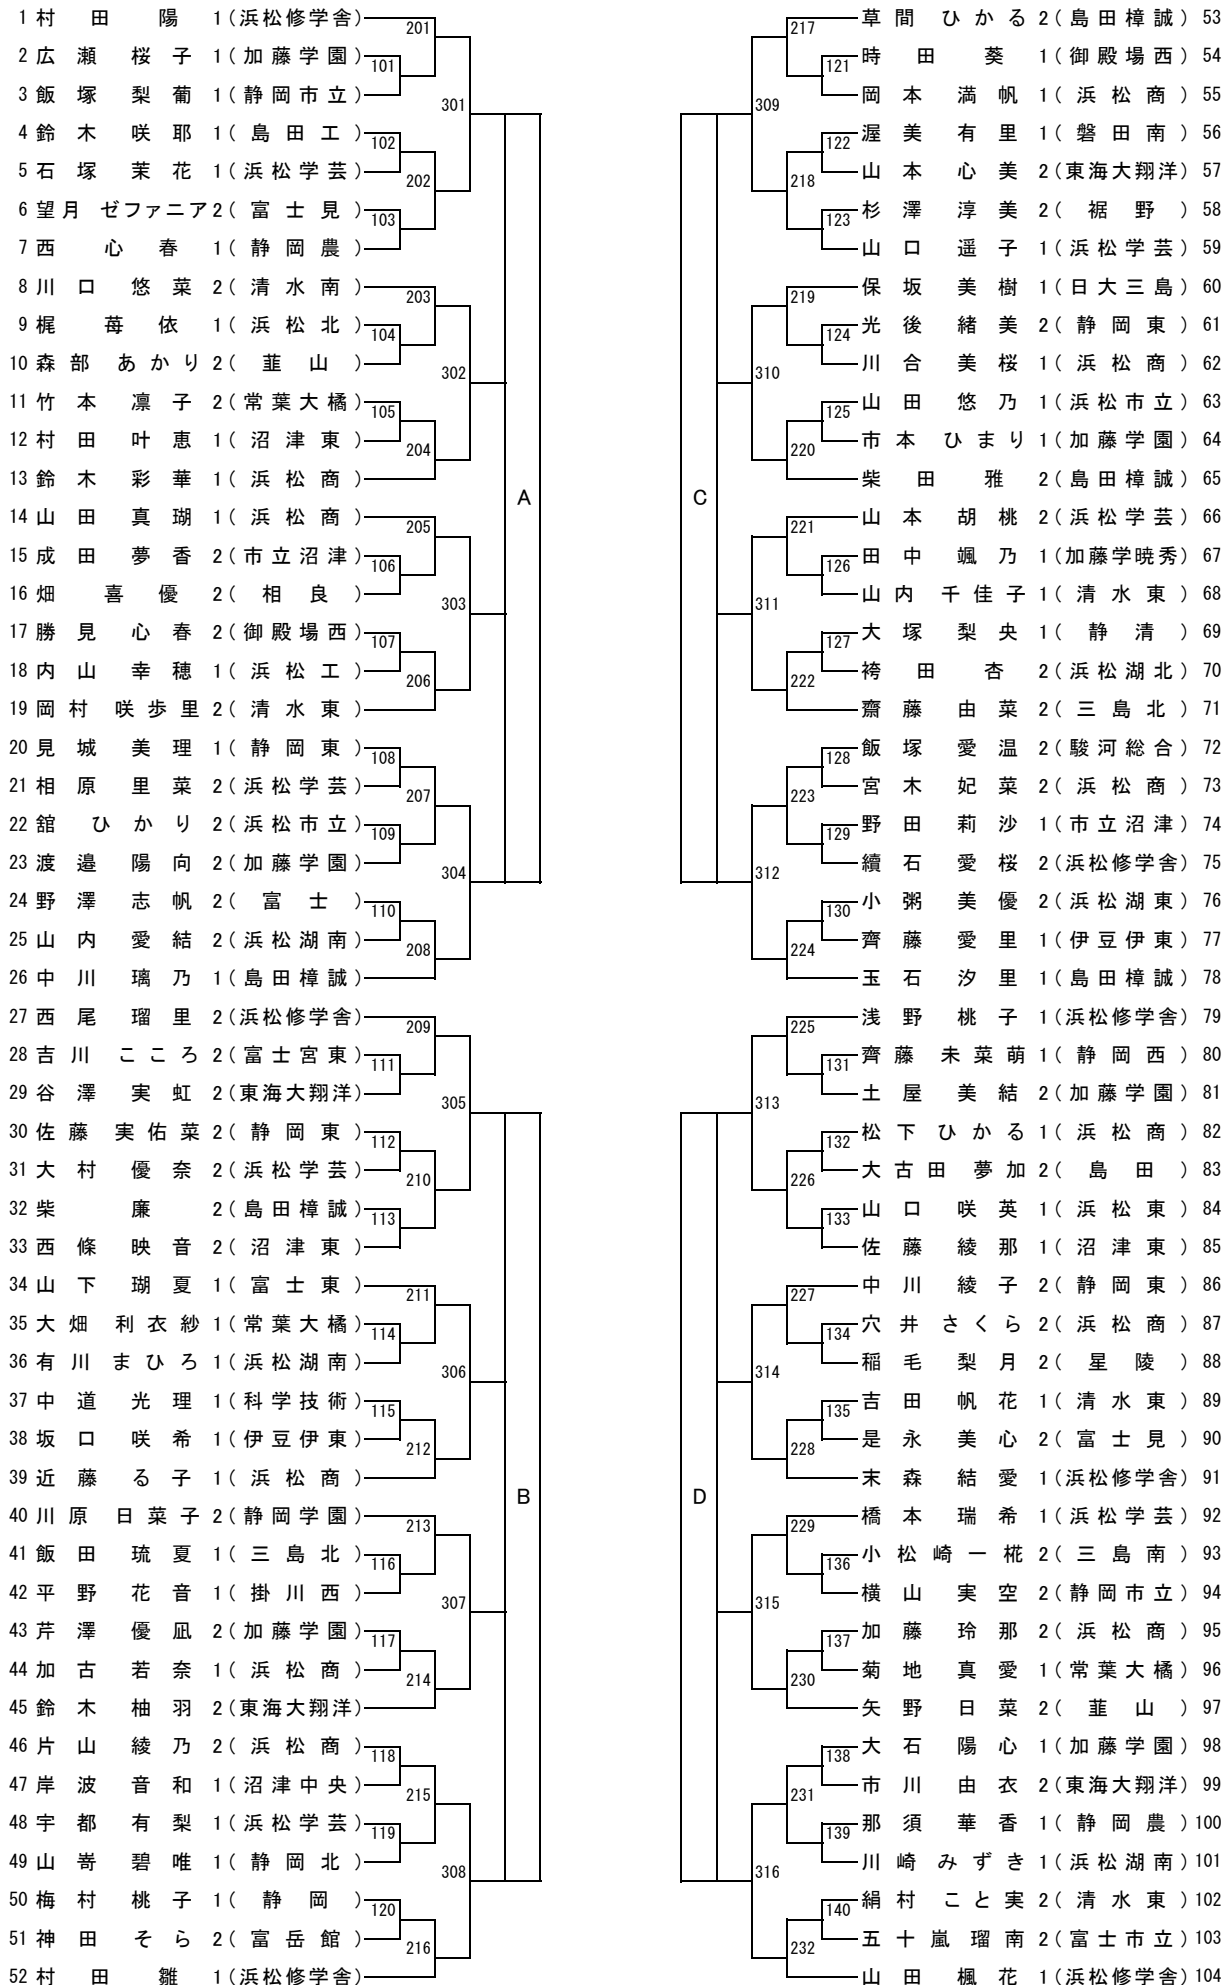 1 村田 陽 1(浜松修学舎)
2 広瀬 桜子 1(加藤学園)
3 飯塚 梨葡 1(静岡市立)
4 鈴木 咲耶 1(島田工)
5 石塚 茉花 1(浜松学芸)
6 望月 ゼファニア 2(富士見)
7 西 心春 1(静岡農)
8 川口 悠菜 2(清水南)
9 梶 苺依 1(浜松北)
10 森部 あかり 2(韮山)
11 竹本 凛子 2(常葉大橘)
12 村田 叶恵 1(沼津東)
13 鈴木 彩華 1(浜松商)
14 山田 真瑚 1(浜松商)
15 成田 夢香 2(市立沼津)
16 畑 喜優 2(相良)
17 勝見 心春 2(御殿場西)
18 内山 幸穂 1(浜松工)
19 岡村 咲歩里 2(清水東)
20 見城 美理 1(静岡東)
21 相原 里菜 2(浜松学芸)
22 舘 ひかり 2(浜松市立)
23 渡邉 陽向 2(加藤学園)
24 野澤 志帆 2(富士)
25 山内 愛結 2(浜松湖南)
26 中川 璃乃 1(島田樟誠)
27 西尾 瑠里 2(浜松修学舎)
28 吉川 こころ 2(富士宮東)
29 谷澤 実虹 2(東海大翔洋)
30 佐藤 実佑菜 2(静岡東)
31 大村 優奈 2(浜松学芸)
32 柴 廉 2(島田樟誠)
33 西條 映音 2(沼津東)
34 山下 瑚夏 1(富士東)
35 大畑 利衣紗 1(常葉大橘)
36 有川 まひろ 1(浜松湖南)
37 中道 光理 1(科学技術)
38 坂口 咲希 1(伊豆伊東)
39 近藤 る子 1(浜松商)
40 川原 日菜子 2(静岡学園)
41 飯田 琉夏 1(三島北)
42 平野 花音 1(掛川西)
43 芹澤 優凪 2(加藤学園)
44 加古 若奈 1(浜松商)
45 鈴木 柚羽 2(東海大翔洋)
46 片山 綾乃 2(浜松商)
47 岸波 音和 1(沼津中央)
48 宇都 有梨 1(浜松学芸)
49 山嵜 碧唯 1(静岡北)
50 梅村 桃子 1(静岡)
51 神田 そら 2(富岳館)
52 村田 雛 1(浜松修学舎)
101
102
103
104
105
106
107
108
109
110
111
112
113
114
115
116
117
118
119
120
201
202
203
204
205
206
207
208
209
210
211
212
213
214
215
216
301
302
303
304
305
306
307
308
A
B
C
D
309
310
311
312
313
314
315
316
217
218
219
220
221
222
223
224
225
226
227
228
229
230
231
232
121
122
123
124
125
126
127
128
129
130
131
132
133
134
135
136
137
138
139
140
草間 ひかる 2(島田樟誠) 53
時田 葵 1(御殿場西) 54
岡本 満帆 1(浜松商) 55
渥美 有里 1(磐田南) 56
山本 心美 2(東海大翔洋) 57
杉澤 淳美 2(裾野) 58
山口 遥子 1(浜松学芸) 59
保坂 美樹 1(日大三島) 60
光後 緒美 2(静岡東) 61
川合 美桜 1(浜松商) 62
山田 悠乃 1(浜松市立) 63
市本 ひまり 1(加藤学園) 64
柴田 雅 2(島田樟誠) 65
山本 胡桃 2(浜松学芸) 66
田中 颯乃 1(加藤学暁秀) 67
山内 千佳子 1(清水東) 68
大塚 梨央 1(静清) 69
袴田 杏 2(浜松湖北) 70
齋藤 由菜 2(三島北) 71
飯塚 愛温 2(駿河総合) 72
宮木 妃菜 2(浜松商) 73
野田 莉沙 1(市立沼津) 74
續石 愛桜 2(浜松修学舎) 75
小粥 美優 2(浜松湖東) 76
齊藤 愛里 1(伊豆伊東) 77
玉石 汐里 1(島田樟誠) 78
浅野 桃子 1(浜松修学舎) 79
齊藤 未菜萌 1(静岡西) 80
土屋 美結 2(加藤学園) 81
松下 ひかる 1(浜松商) 82
大古田 夢加 2(島田) 83
山口 咲英 1(浜松東) 84
佐藤 綾那 1(沼津東) 85
中川 綾子 2(静岡東) 86
穴井 さくら 2(浜松商) 87
稲毛 梨月 2(星陵) 88
吉田 帆花 1(清水東) 89
是永 美心 2(富士見) 90
末森 結愛 1(浜松修学舎) 91
橋本 瑞希 1(浜松学芸) 92
小松崎 一椛 2(三島南) 93
横山 実空 2(静岡市立) 94
加藤 玲那 2(浜松商) 95
菊地 真愛 1(常葉大橘) 96
矢野 日菜 2(韮山) 97
大石 陽心 1(加藤学園) 98
市川 由衣 2(東海大翔洋) 99
那須 華香 1(静岡農) 100
川崎 みずき 1(浜松湖南) 101
絹村 こと実 2(清水東) 102
五十嵐 瑠南 2(富士市立) 103
山田 楓花 1(浜松修学舎) 104